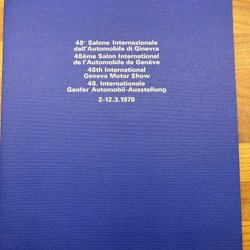 48° Salone Internazionale
dell'Automobile di Ginevra
48ème Salon International
de l'Automobile de Genève
48th International
Geneva Motor Show
48. Internationale
Genfer Automobil-Ausstellung
2-12.3.1978